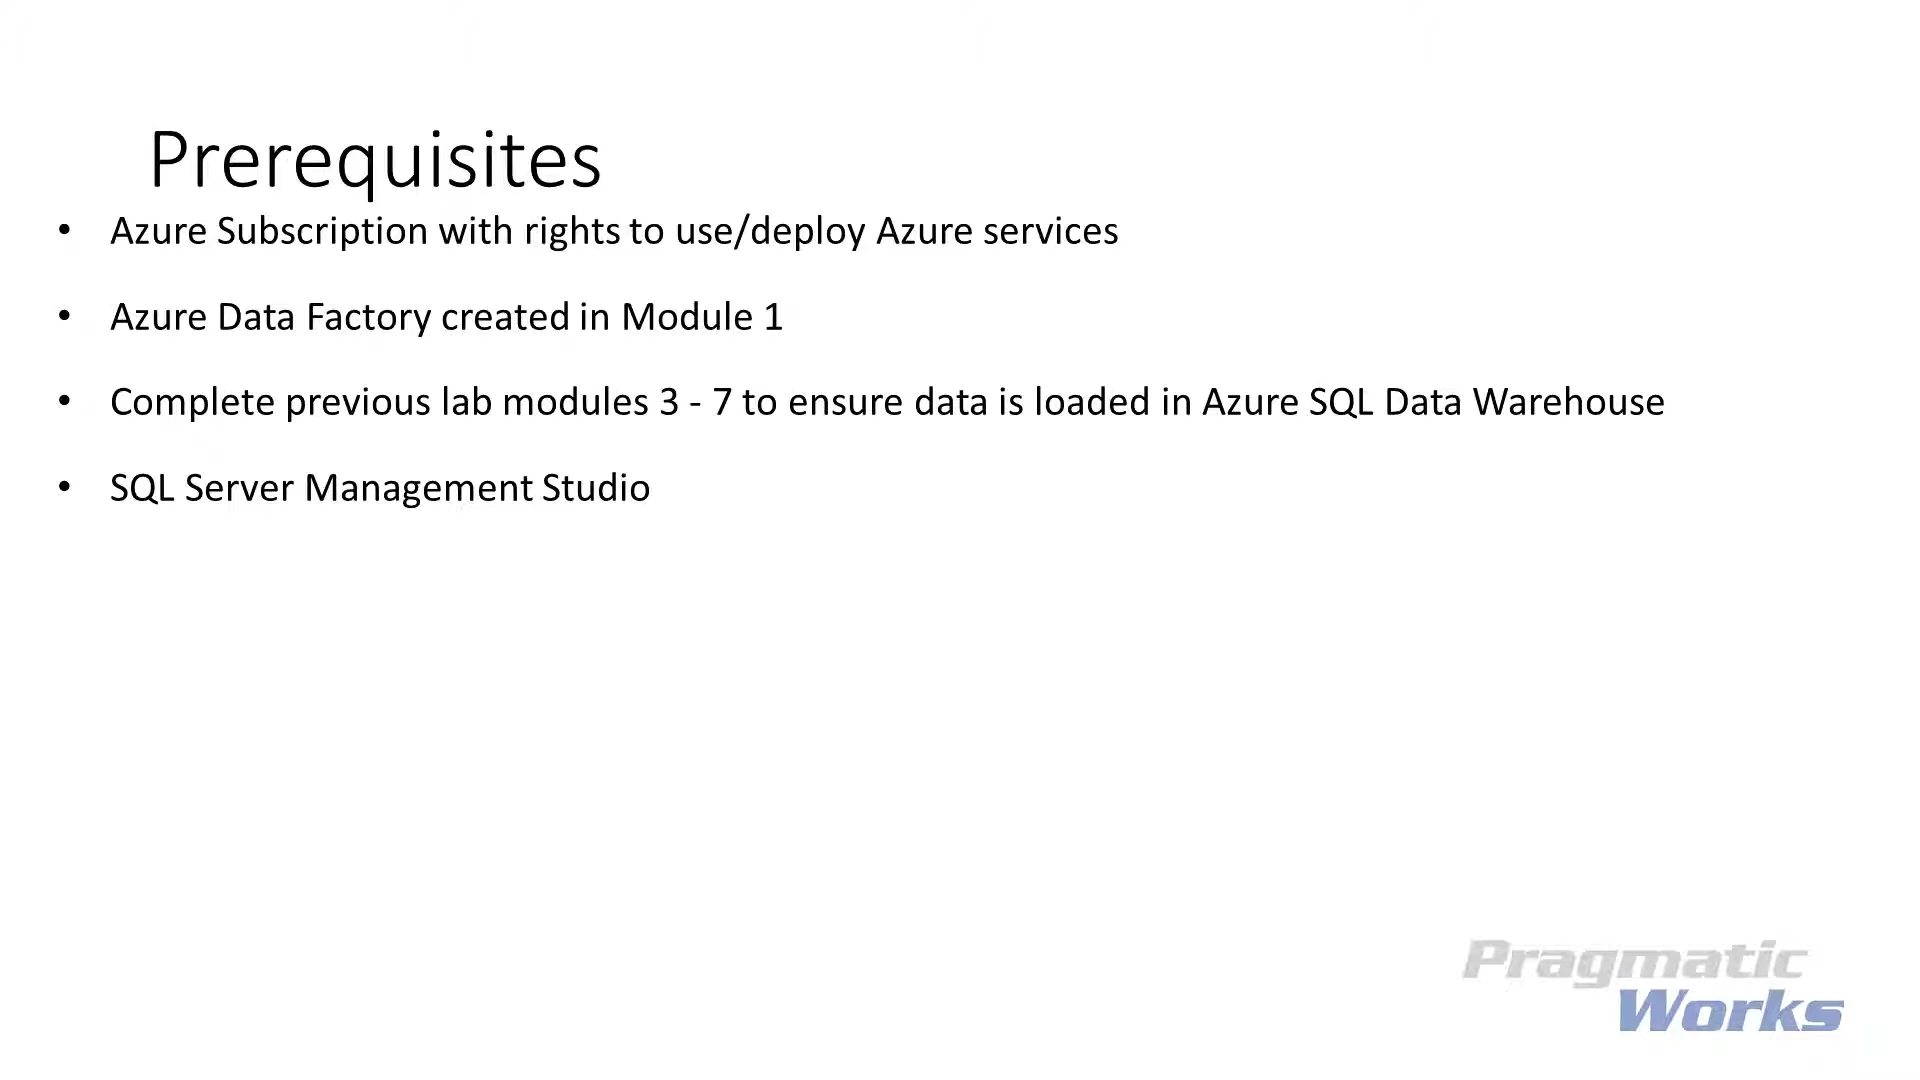 Prerequisites
• Azure Subscription with rights to use/deploy Azure services
• Azure Data Factory created in Module 1
• Complete previous lab modules 3 - 7 to ensure data is loaded in Azure SQL Data Warehouse
• SQL Server Management Studio
Pragmatic
Works